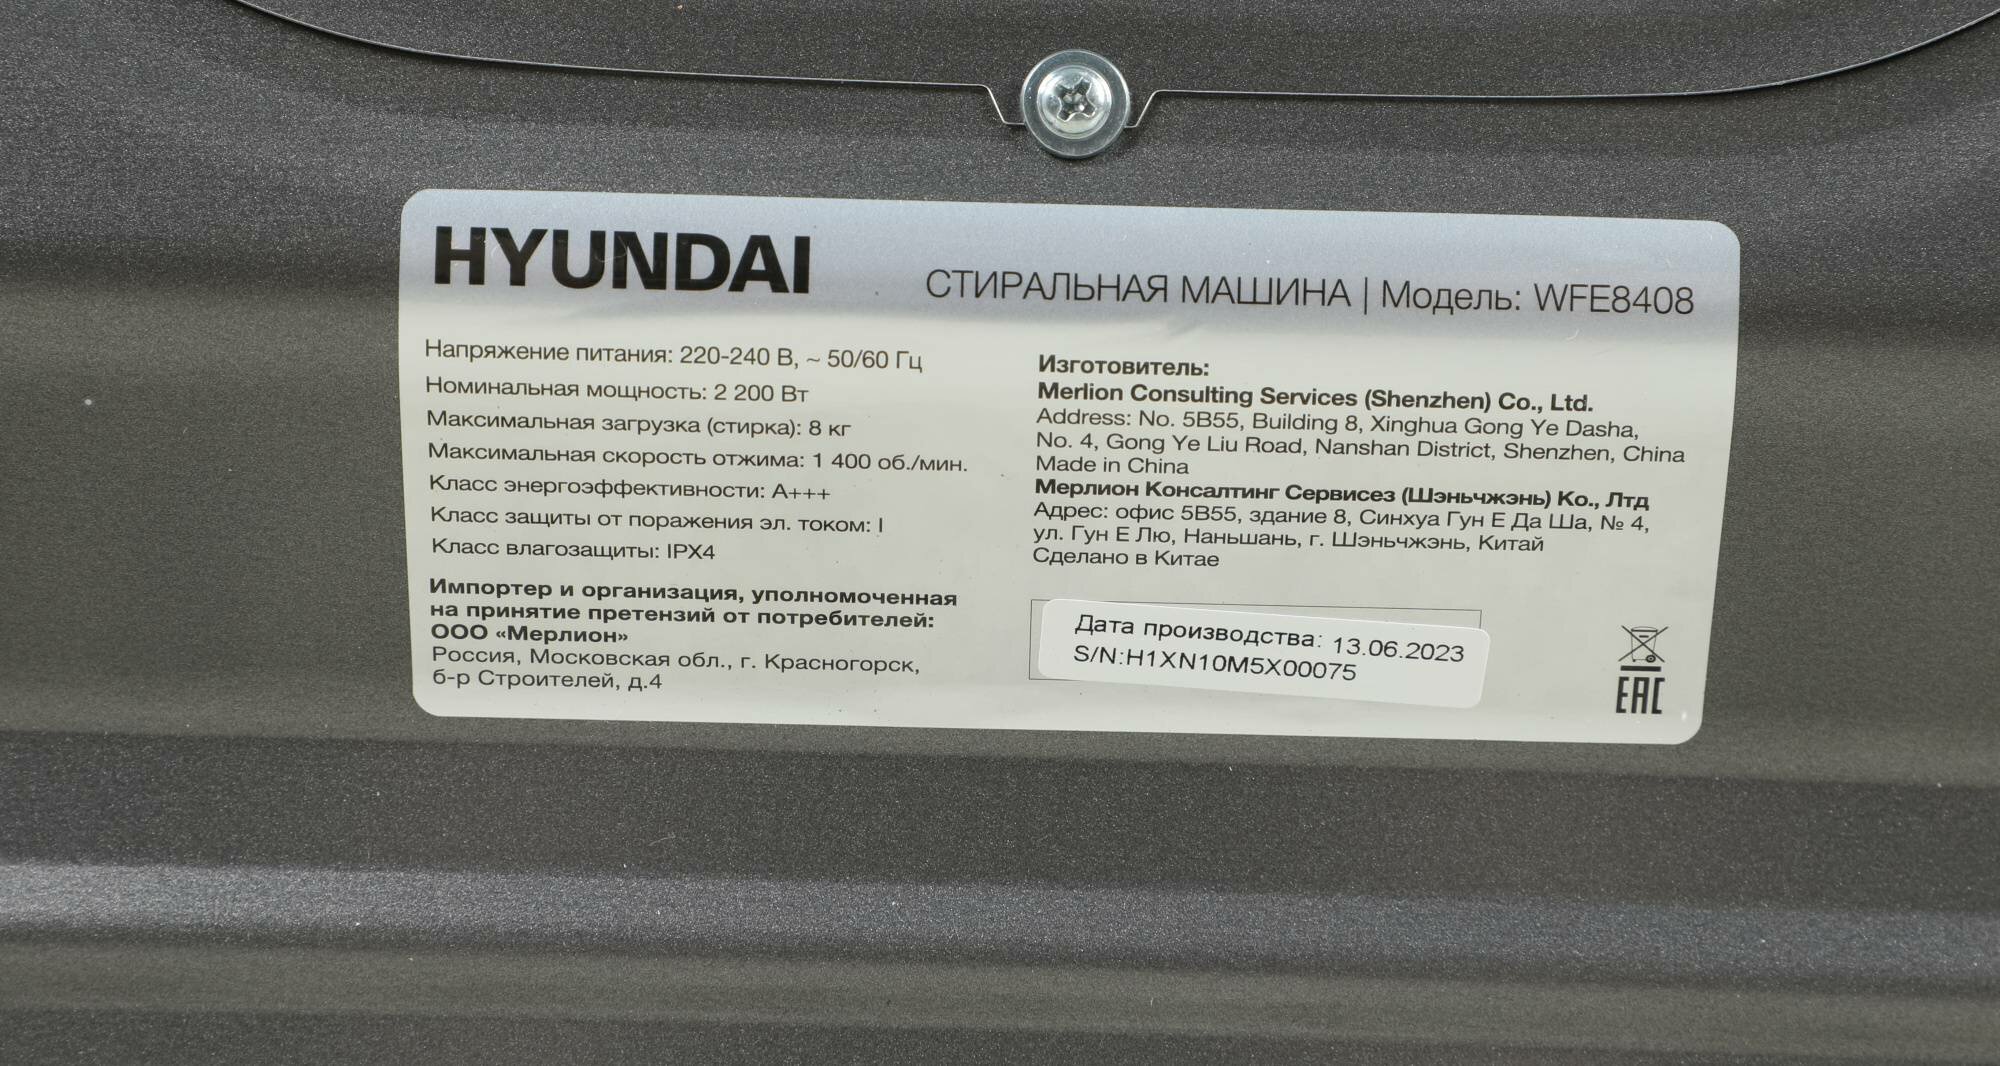 HYUNDAI
СТИРАЛЬНАЯ МАШИНА | Модель: WFE8408
Напряжение питания: 220-240 В, ~ 50/60 Гц
Номинальная мощность: 2 200 Вт
Максимальная загрузка (стирка): 8 кг
Максимальная скорость отжима: 1 400 об./мин.
Класс энергоэффективности: A+++
Класс защиты от поражения эл. током: I
Класс влагозащиты: IPX4
Импортер и организация, уполномоченная
на принятие претензий от потребителей:
ООО «Мерлион»
Россия, Московская обл., г. Красногорск,
б-р Строителей, д.4
Изготовитель:
Merlion Consulting Services (Shenzhen) Co., Ltd.
Address: No. 5B55, Building 8, Xinghua Gong Ye Dasha,
No. 4, Gong Ye Liu Road, Nanshan District, Shenzhen, China
Made in China
Мерлион Консалтинг Сервисез (Шэньчжэнь) Ко., Лтд
Адрес: офис 5B55, здание 8, Синхуа Гун Е Да Ша, № 4,
ул. Гун Е Лю, Наньшань, г. Шэньчжэнь, Китай
Сделано в Китае
Дата производства: 13.06.2023
S/N:H1XN10M5X00075
EAC